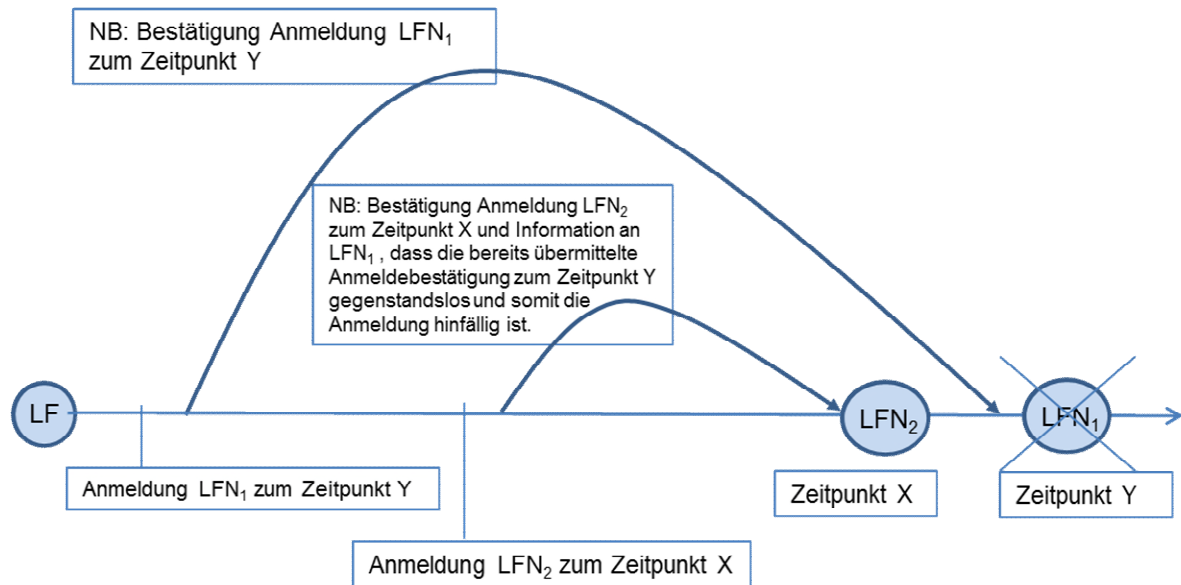 NB: Bestätigung Anmeldung LFN₁
zum Zeitpunkt Y
NB: Bestätigung Anmeldung LFN₂
zum Zeitpunkt X und Information an
LFN₁ , dass die bereits übermittelte
Anmeldebestätigung zum Zeitpunkt Y
gegenstandslos und somit die
Anmeldung hinfällig ist.
LF
LFN₂
LFN₁
Anmeldung LFN₁ zum Zeitpunkt Y
Zeitpunkt X
Zeitpunkt Y
Anmeldung LFN₂ zum Zeitpunkt X